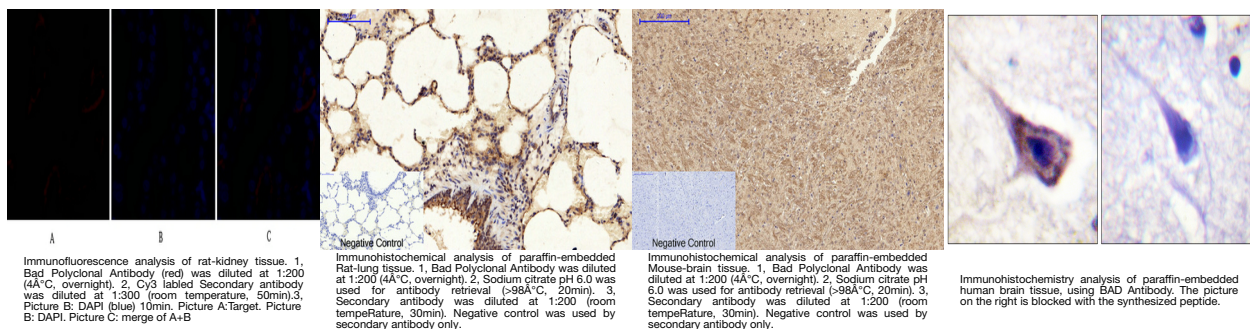 A
B
C
Immunofluorescence analysis of rat-kidney tissue. 1,
Bad Polyclonal Antibody (red) was diluted at 1:200
(4Â°C, overnight). 2, Cy3 labled Secondary antibody
was diluted at 1:300 (room temperature, 50min).3,
Picture B: DAPI (blue) 10min. Picture A:Target. Picture
B: DAPI. Picture C: merge of A+B
Negative Control
Immunohistochemical analysis of paraffin-embedded
Rat-lung tissue. 1, Bad Polyclonal Antibody was diluted
at 1:200 (4Â°C, overnight). 2, Sodium citrate pH 6.0 was
used for antibody retrieval (>98Â°C, 20min). 3,
Secondary antibody was diluted at 1:200 (room
tempeRature, 30min). Negative control was used by
secondary antibody only.
Negative Control
Immunohistochemical analysis of paraffin-embedded
Mouse-brain tissue. 1, Bad Polyclonal Antibody was
diluted at 1:200 (4Â°C, overnight). 2, Sodium citrate pH
6.0 was used for antibody retrieval (>98Â°C, 20min). 3,
Secondary antibody was diluted at 1:200 (room
tempeRature, 30min). Negative control was used by
secondary antibody only.
Immunohistochemistry analysis of paraffin-embedded
human brain tissue, using BAD Antibody. The picture
on the right is blocked with the synthesized peptide.